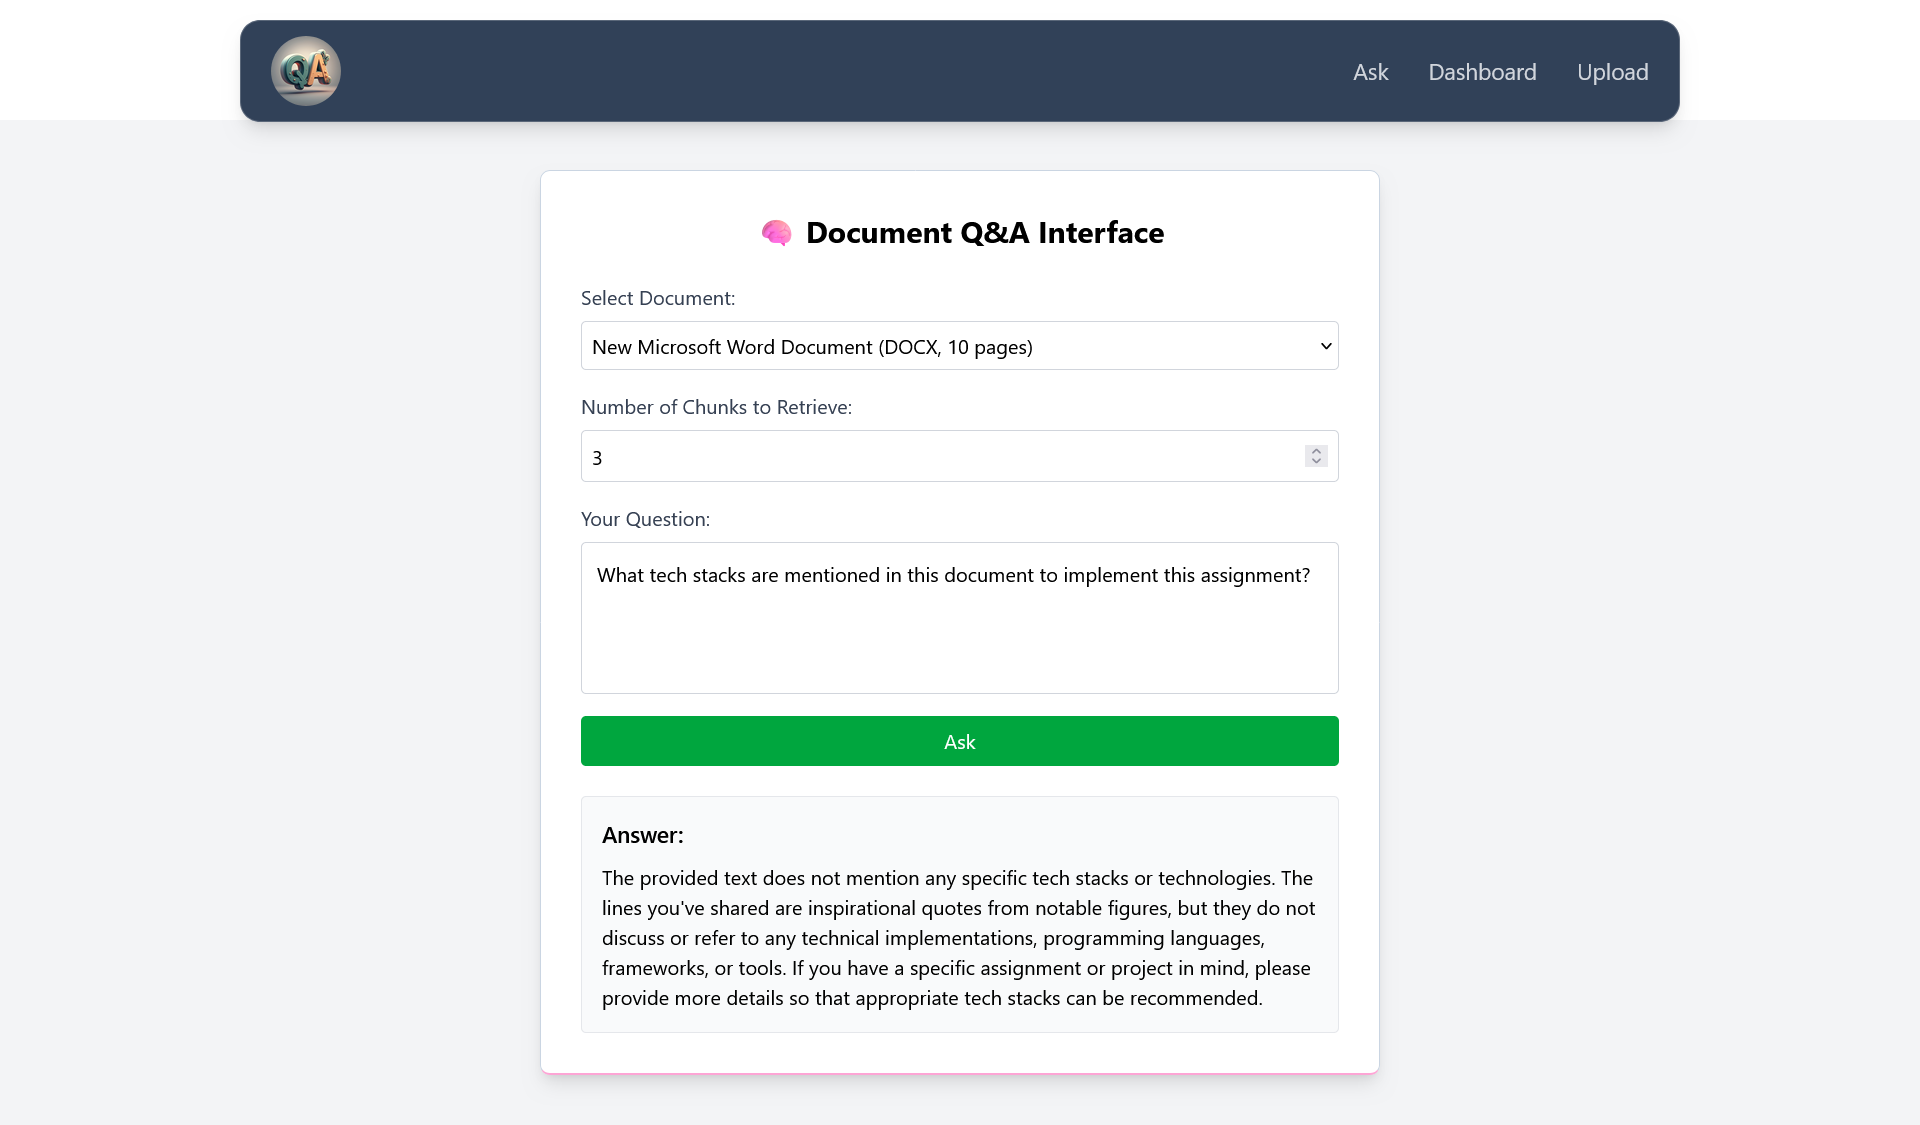 QA
Ask
Dashboard
Upload
Document Q&A Interface
Select Document:
New Microsoft Word Document (DOCX, 10 pages)
Number of Chunks to Retrieve:
3
Your Question:
What tech stacks are mentioned in this document to implement this assignment?
Ask
Answer:
The provided text does not mention any specific tech stacks or technologies. The
lines you've shared are inspirational quotes from notable figures, but they do not
discuss or refer to any technical implementations, programming languages,
frameworks, or tools. If you have a specific assignment or project in mind, please
provide more details so that appropriate tech stacks can be recommended.